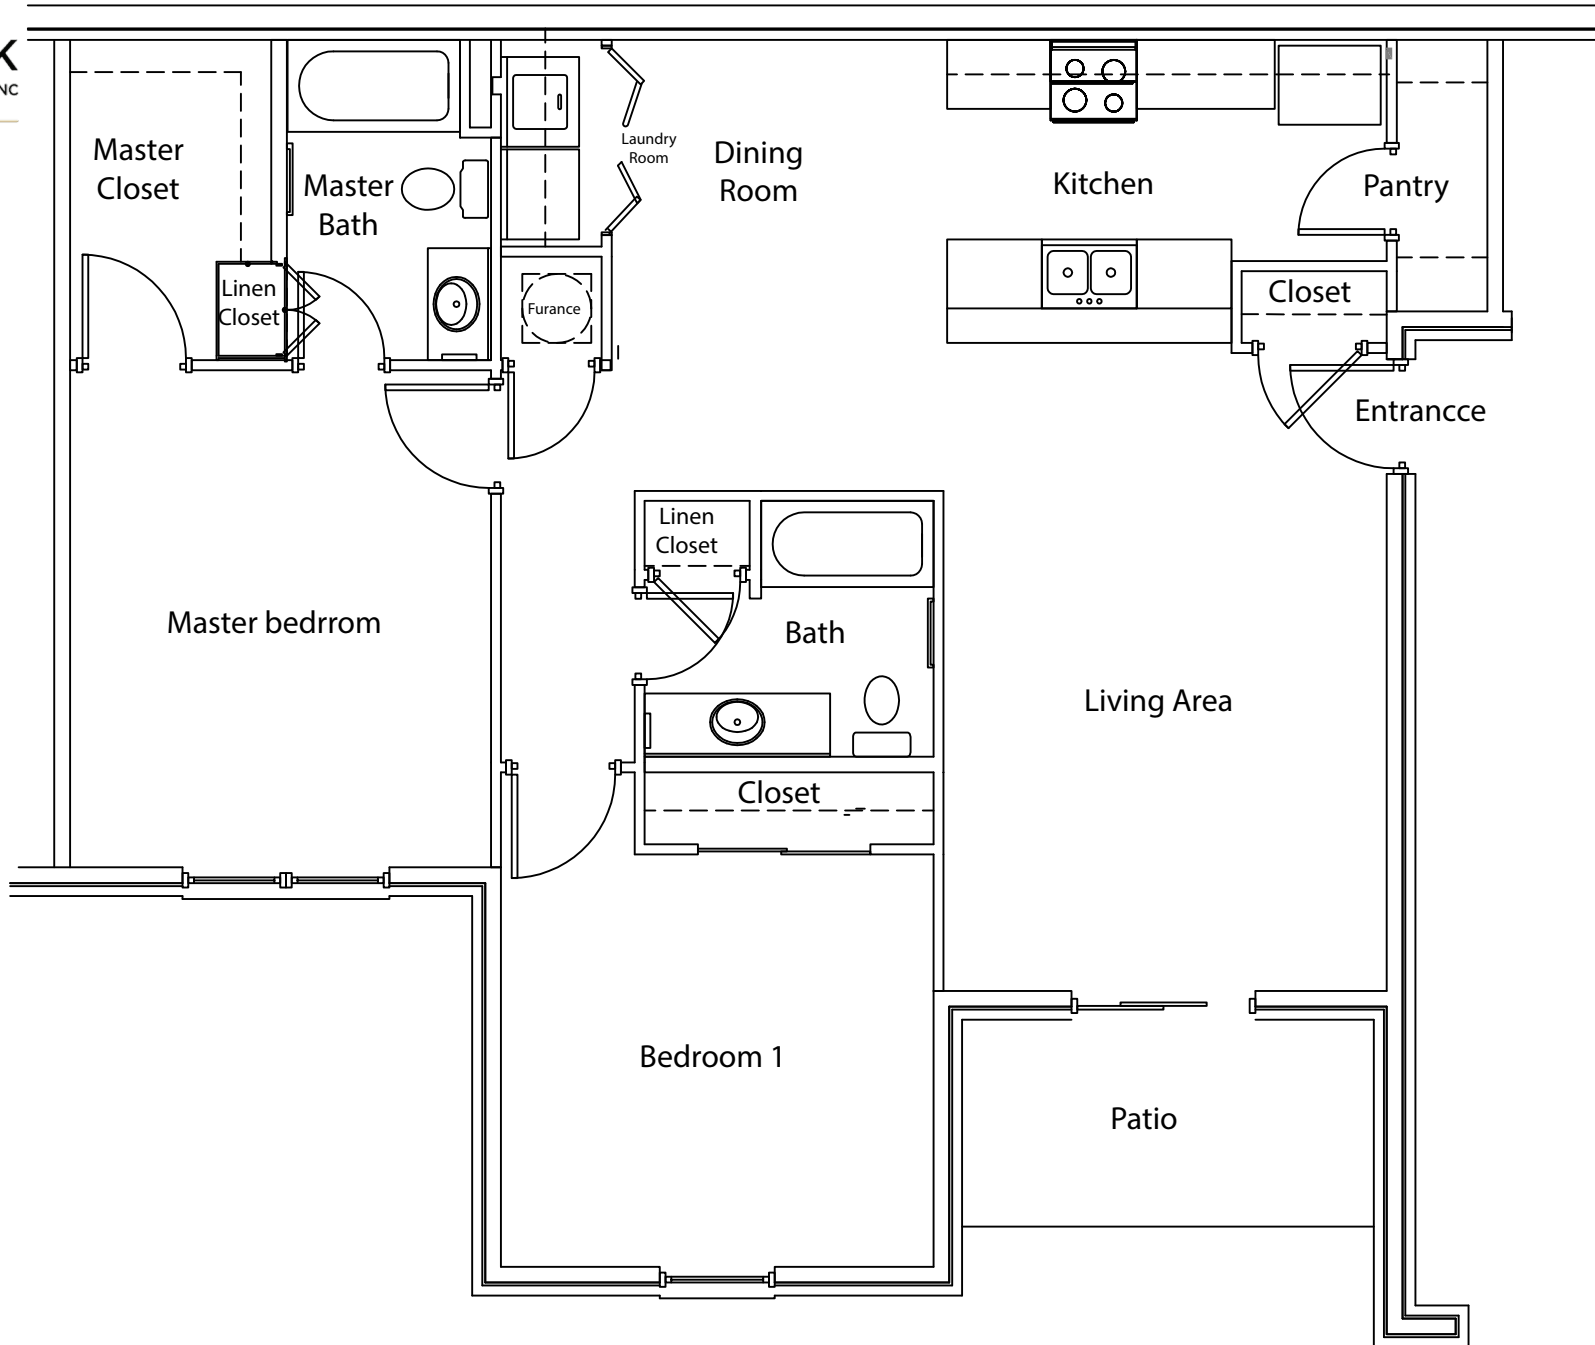 K
NC
Master
Closet
Master
Bath
Linen
Closet
Laundry
Room
Dining
Room
Kitchen
Pantry
Furance
Closet
Entrancce
Linen
Closet
Bath
Master bedrrom
Living Area
Closet
Bedroom 1
Patio